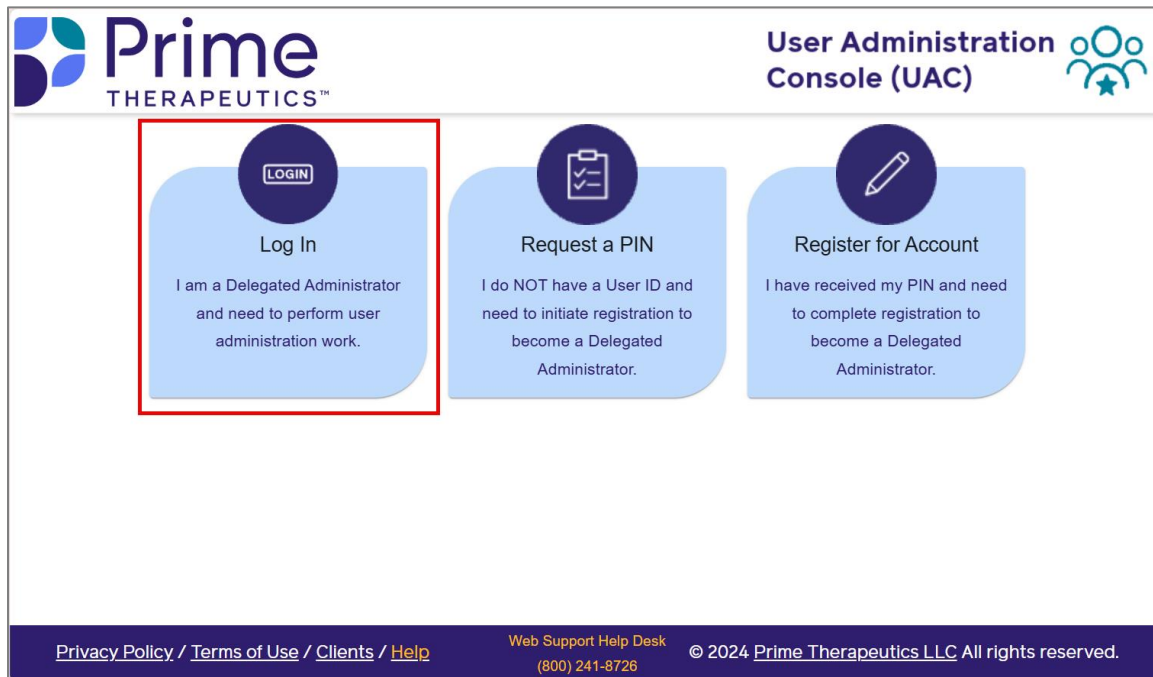 Prime
THERAPEUTICS™
User Administration
Console (UAC)
LOGIN
Log In
I am a Delegated Administrator
and need to perform user
administration work.
Request a PIN
I do NOT have a User ID and
need to initiate registration to
become a Delegated
Administrator.
Register for Account
I have received my PIN and need
to complete registration to
become a Delegated
Administrator.
Privacy Policy / Terms of Use / Clients / Help
Web Support Help Desk
(800) 241-8726
© 2024 Prime Therapeutics LLC All rights reserved.